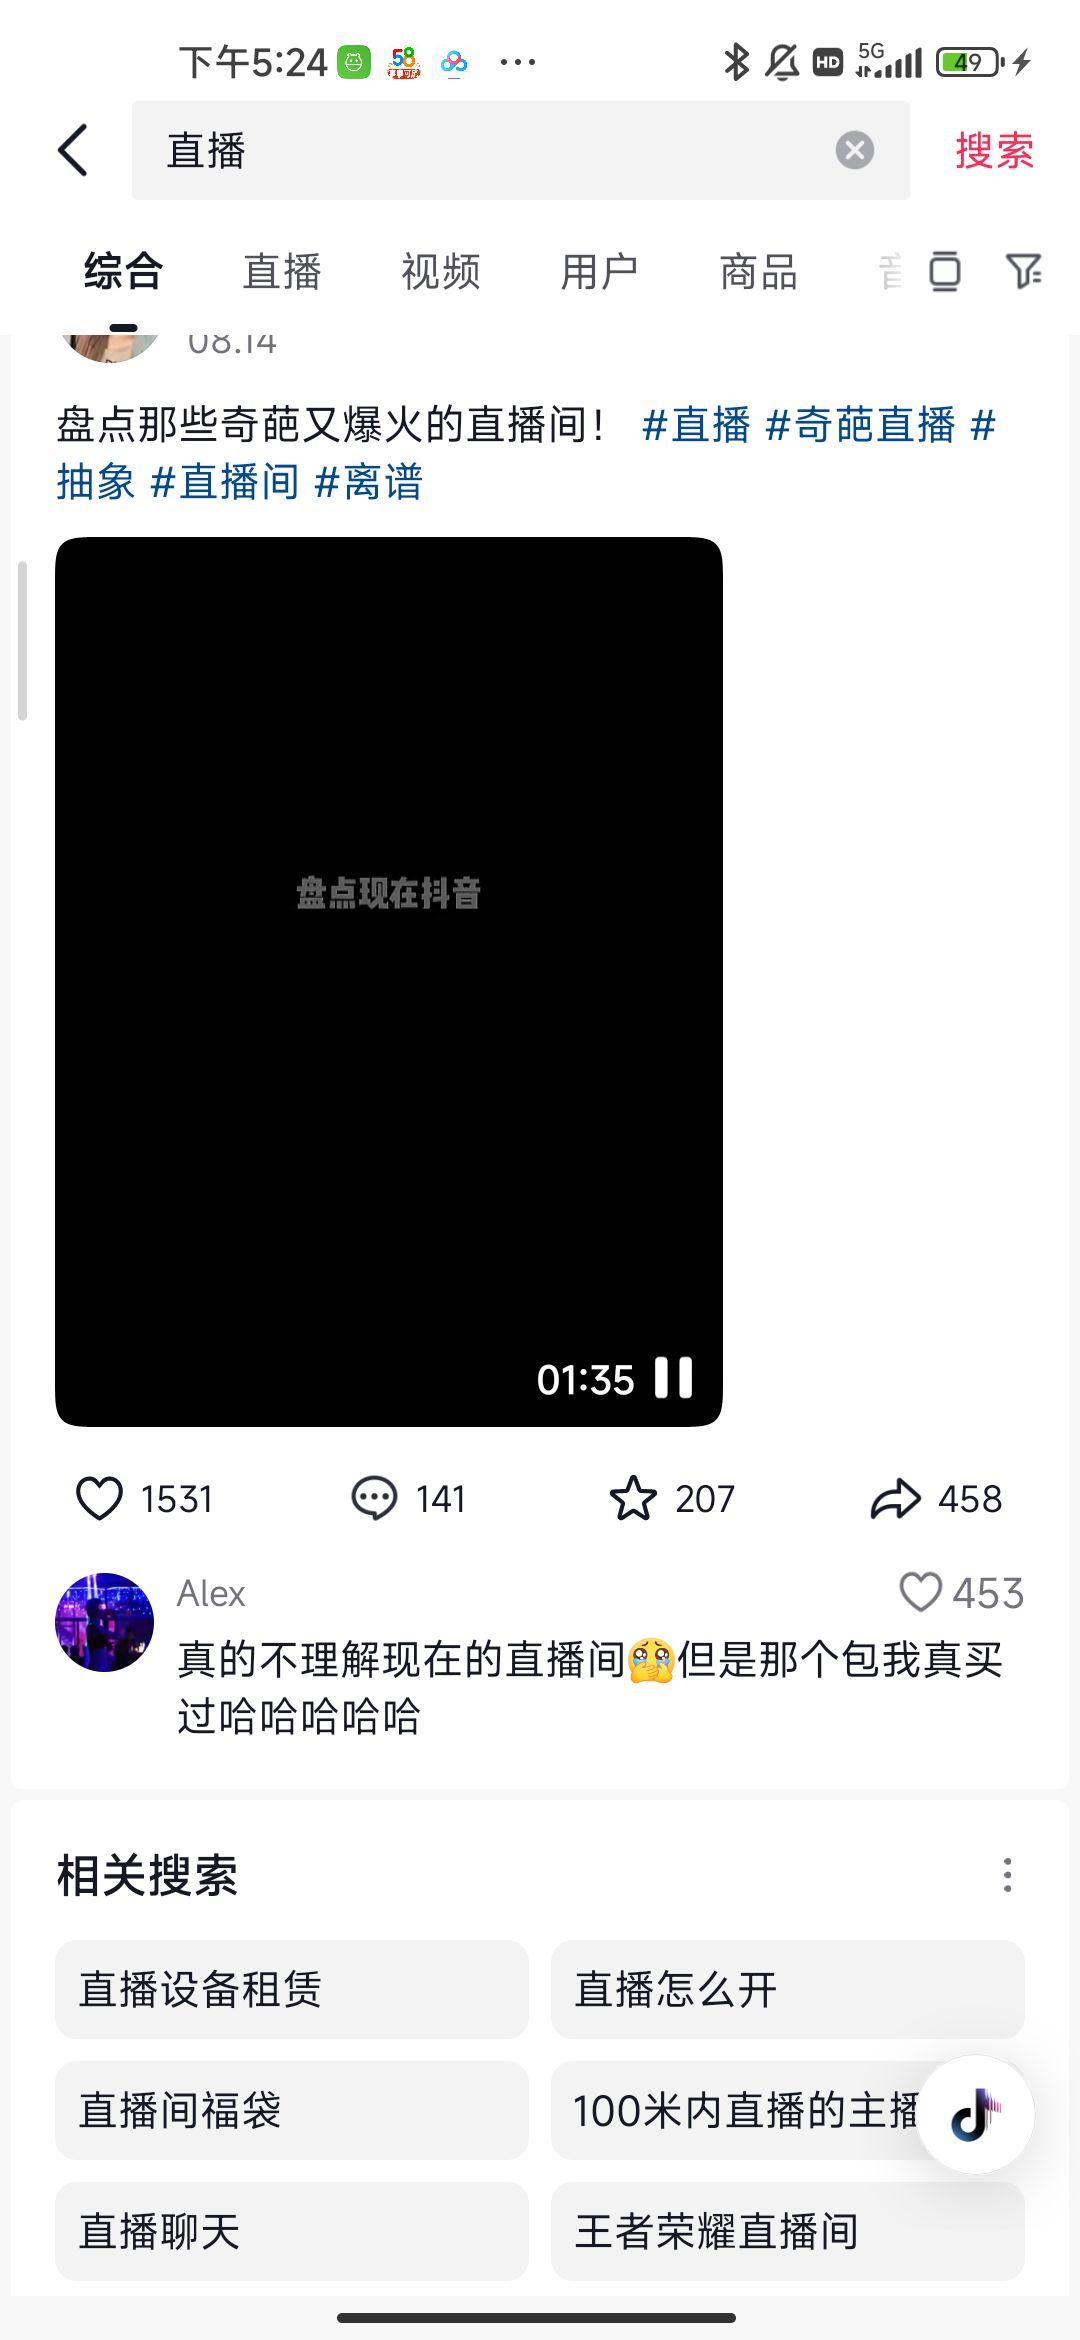 下午5:24
58
HD
5G
49
直播
搜索
综合
直播
视频
用户
商品
音
08.14
盘点那些奇葩又爆火的直播间！ #直播 #奇葩直播 #
抽象 #直播间 #离谱
盘点现在抖音
01:35
1531
141
207
458
Alex
453
真的不理解现在的直播间🥹但是那个包我真买
过哈哈哈哈哈
相关搜索
直播设备租赁
直播怎么开
直播间福袋
100米内直播的主播
直播聊天
王者荣耀直播间